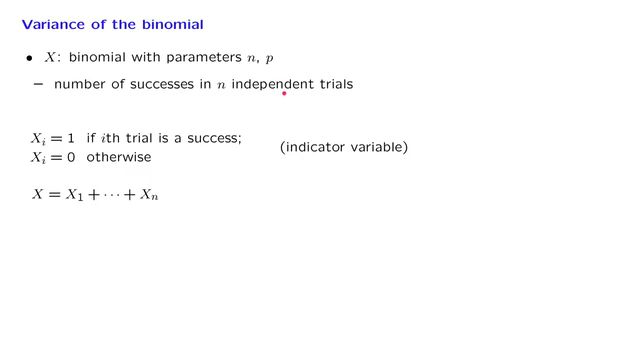 Variance of the binomial
• X: binomial with parameters n, p
– number of successes in n independent trials
Xᵢ = 1 if ith trial is a success;
Xᵢ = 0 otherwise
(indicator variable)
X = X₁ + ⋯ + Xₙ